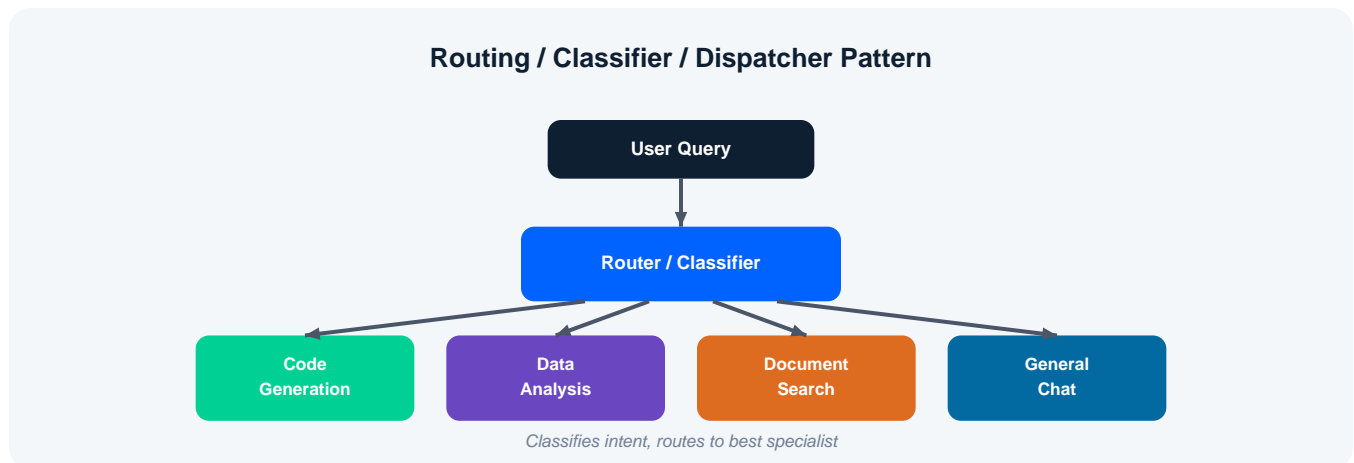 Routing / Classifier / Dispatcher Pattern
User Query
Router / Classifier
Code
Generation
Data
Analysis
Document
Search
General
Chat
Classifies intent, routes to best specialist